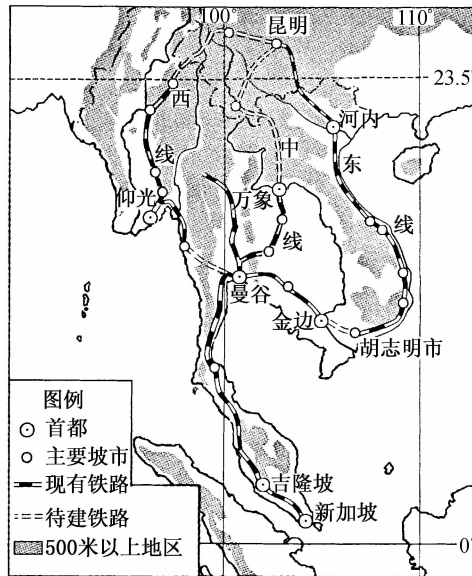 100°
110°
昆明
23.5
西
河内
中
东
线
仰光
万象
线
线
曼谷
金边
胡志明市
图例
首都
主要坡市
现有铁路
待建铁路
500米以上地区
吉隆坡
新加坡
0°